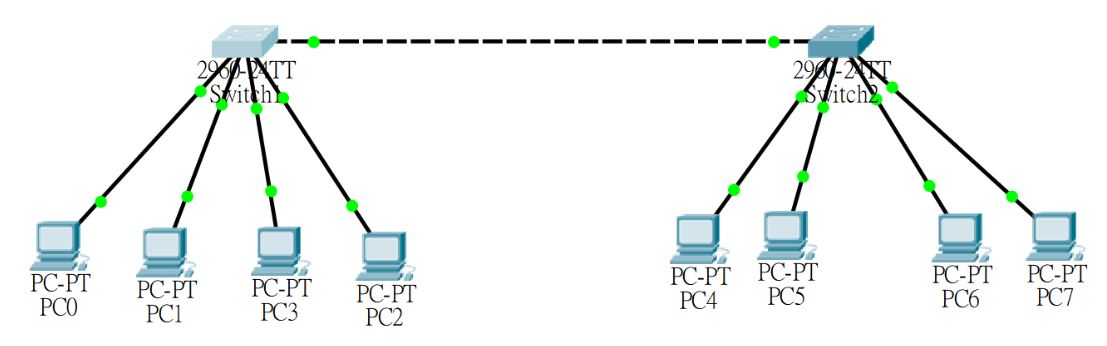 2960-24TT
Switch1
2960-24TT
Switch2
PC-PT
PC0
PC-PT
PC1
PC-PT
PC3
PC-PT
PC2
PC-PT
PC4
PC-PT
PC5
PC-PT
PC6
PC-PT
PC7